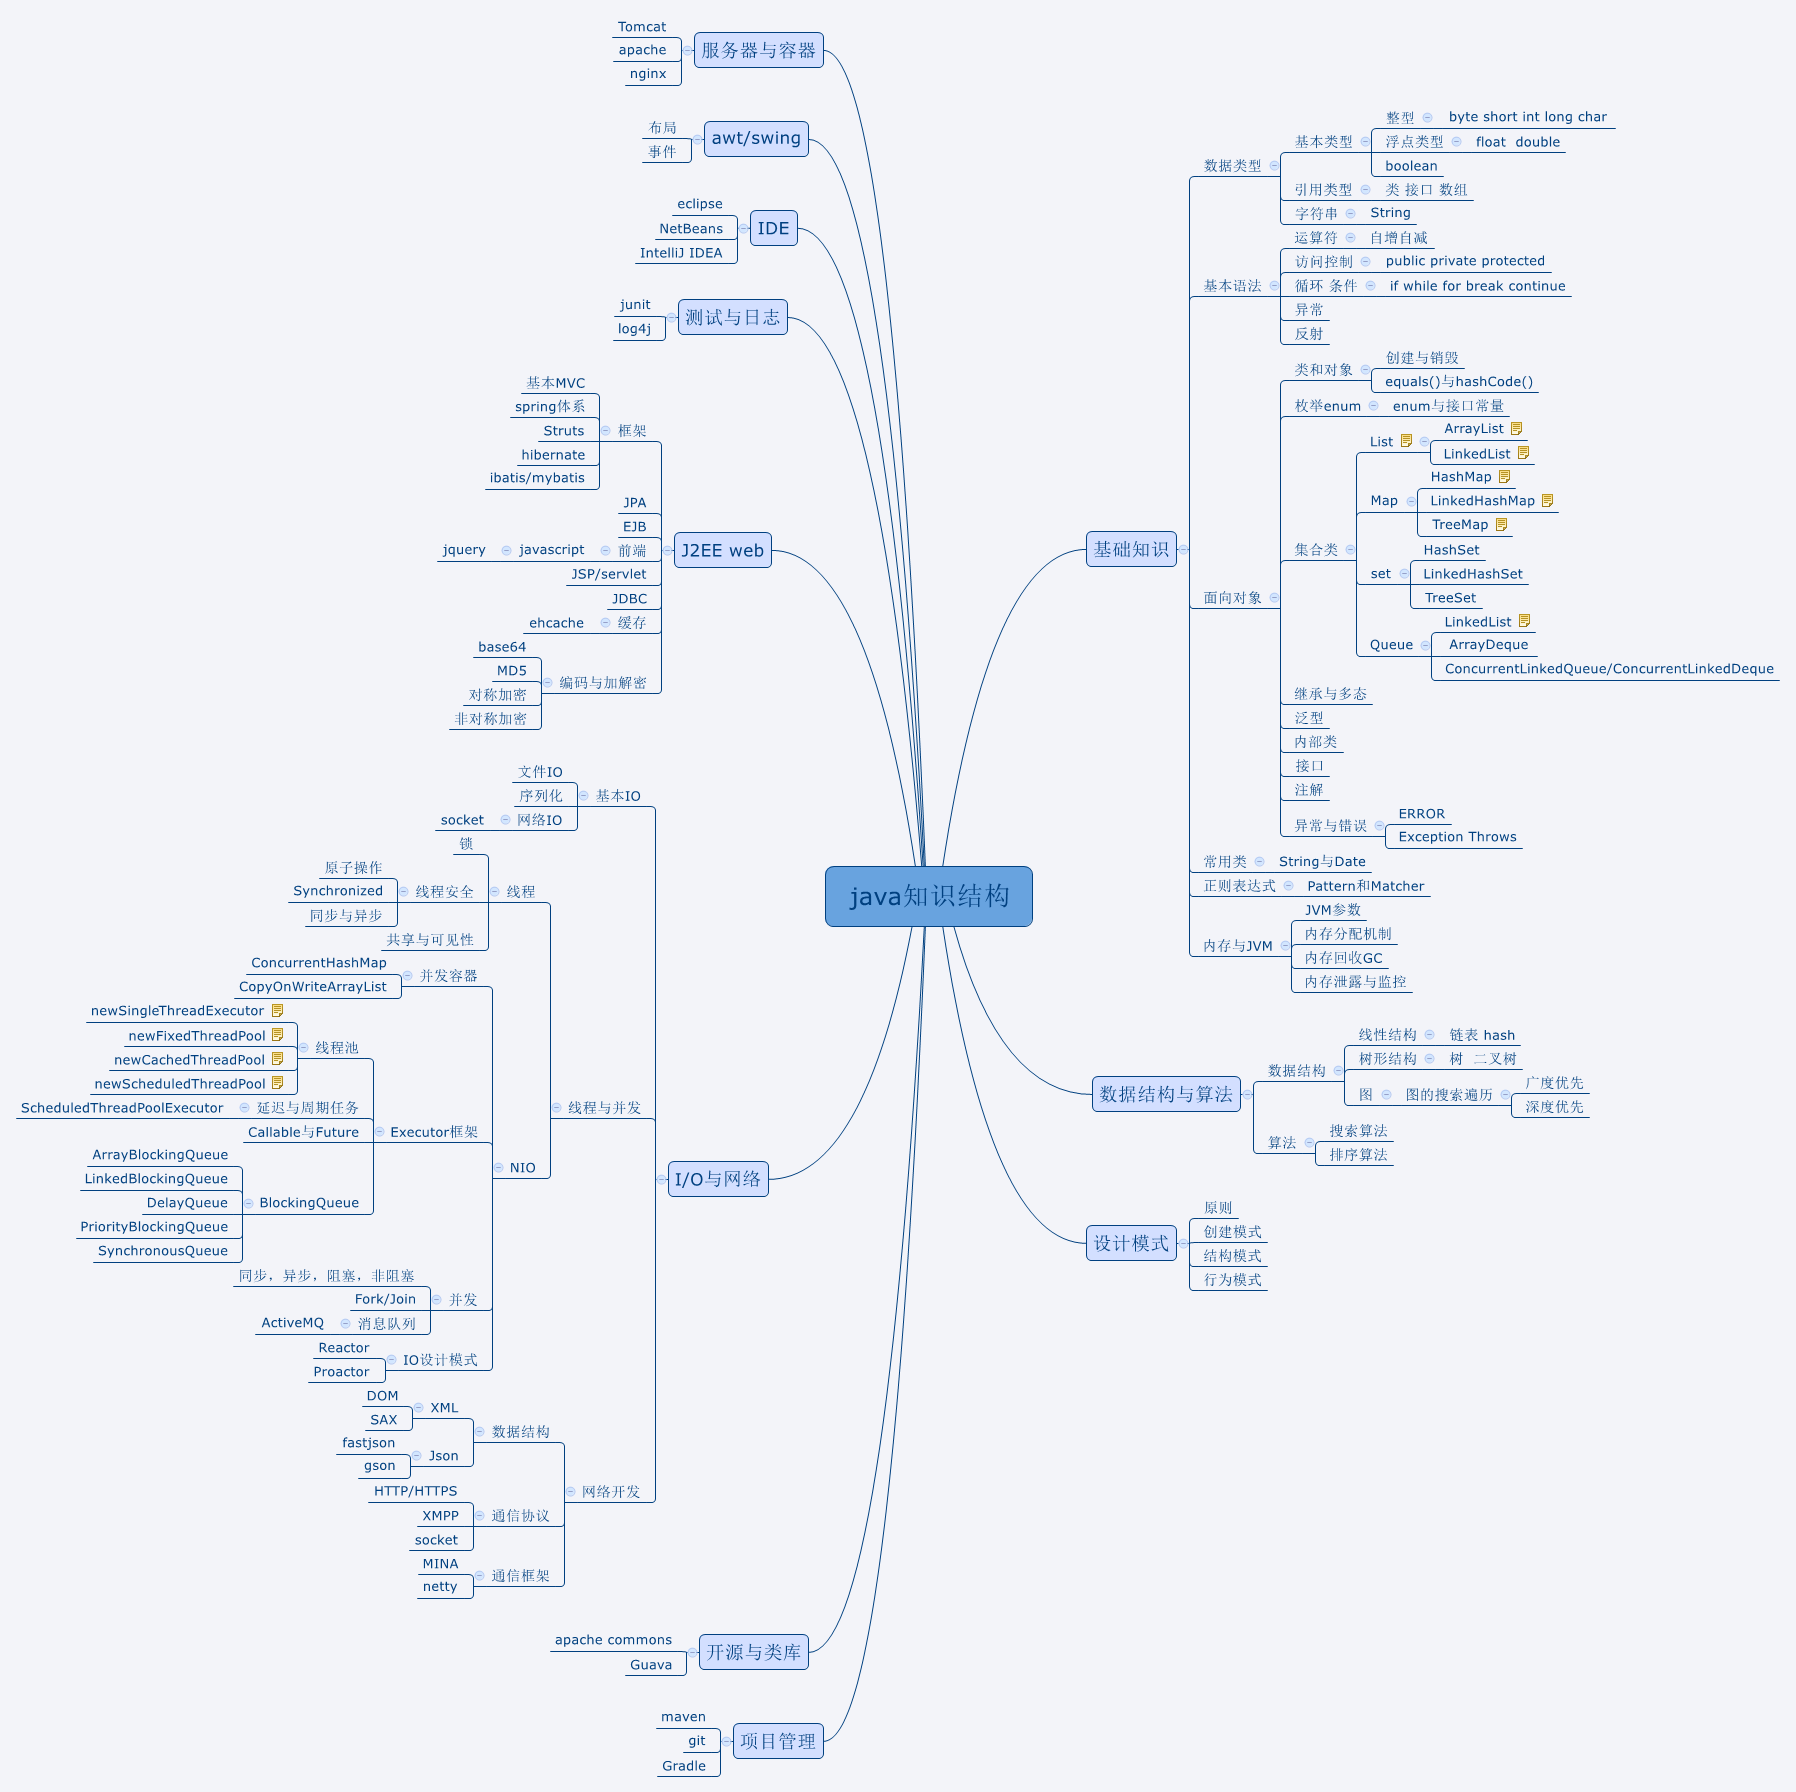 java知识结构
服务器与容器
Tomcat
apache
nginx
awt/swing
布局
事件
IDE
eclipse
NetBeans
IntelliJ IDEA
测试与日志
junit
log4j
J2EE web
框架
基本MVC
spring体系
Struts
hibernate
ibatis/mybatis
JPA
EJB
前端
javascript
jquery
JSP/servlet
JDBC
缓存
ehcache
编码与加解密
base64
MD5
对称加密
非对称加密
I/O与网络
基本IO
文件IO
序列化
网络IO
socket
线程与并发
线程
锁
线程安全
原子操作
Synchronized
同步与异步
共享与可见性
NIO
并发容器
ConcurrentHashMap
CopyOnWriteArrayList
Executor框架
线程池
newSingleThreadExecutor
newFixedThreadPool
newCachedThreadPool
newScheduledThreadPool
延迟与周期任务
ScheduledThreadPoolExecutor
Callable与Future
BlockingQueue
ArrayBlockingQueue
LinkedBlockingQueue
DelayQueue
PriorityBlockingQueue
SynchronousQueue
并发
同步，异步，阻塞，非阻塞
Fork/Join
消息队列
ActiveMQ
IO设计模式
Reactor
Proactor
网络开发
数据结构
XML
DOM
SAX
Json
fastjson
gson
通信协议
HTTP/HTTPS
XMPP
socket
通信框架
MINA
netty
开源与类库
apache commons
Guava
项目管理
maven
git
Gradle
基础知识
数据类型
基本类型
整型
byte short int long char
浮点类型
float double
boolean
引用类型
类 接口 数组
字符串
String
基本语法
运算符
自增自减
访问控制
public private protected
循环 条件
if while for break continue
异常
反射
面向对象
类和对象
创建与销毁
equals()与hashCode()
枚举enum
enum与接口常量
集合类
List
ArrayList
LinkedList
Map
HashMap
LinkedHashMap
TreeMap
set
HashSet
LinkedHashSet
TreeSet
Queue
LinkedList
ArrayDeque
ConcurrentLinkedQueue/ConcurrentLinkedDeque
继承与多态
泛型
内部类
接口
注解
异常与错误
ERROR
Exception Throws
常用类
String与Date
正则表达式
Pattern和Matcher
内存与JVM
JVM参数
内存分配机制
内存回收GC
内存泄露与监控
数据结构与算法
数据结构
线性结构
链表 hash
树形结构
树 二叉树
图
图的搜索遍历
广度优先
深度优先
算法
搜索算法
排序算法
设计模式
原则
创建模式
结构模式
行为模式